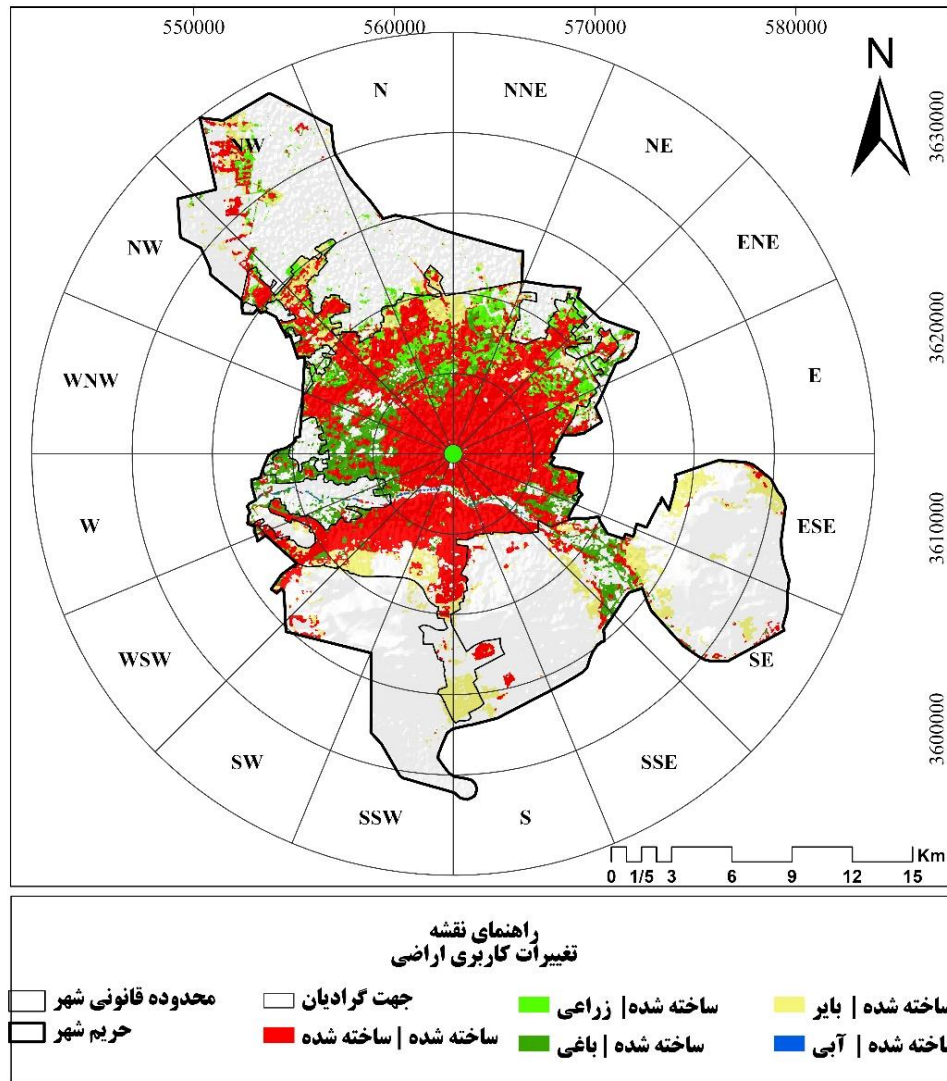 550000 560000 570000 580000
N
N NNE
3630000
NW NE
NW ENE
3620000
WNW E
W ESE
3610000
WSW SE
SW SSE
3600000
SSW S
Km
0 1/5 3 6 9 12 15
راهنمای نقشه
تغییرات کاربری اراضی
ساخته شده | بایر ساخته شده | زراعی جهت گرادیان محدوده قانونی شهر
ساخته شده | آبی ساخته شده | باغی ساخته شده | ساخته شده حریم شهر